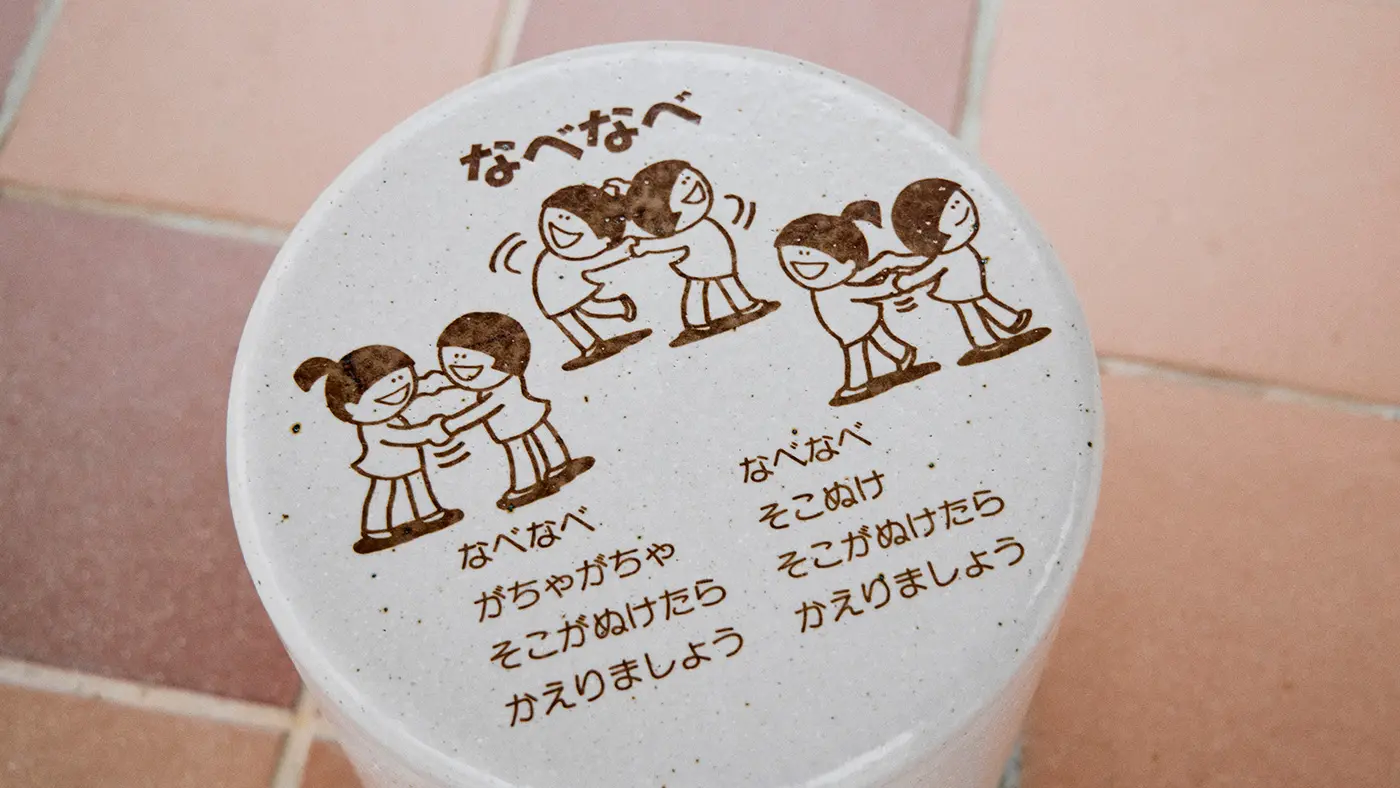 なべなべ
なべなべ
がちゃがちゃ
そこがぬけたら
かえりましょう
なべなべ
そこぬけ
そこがぬけたら
かえりましょう